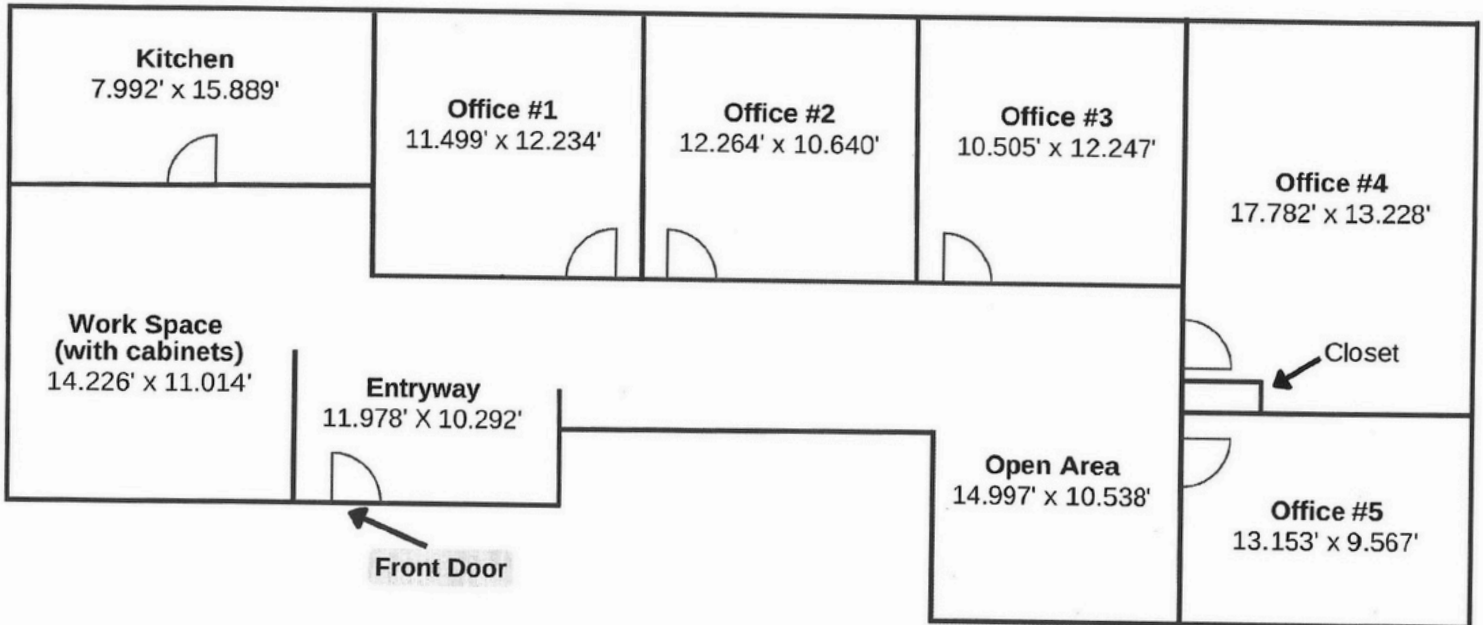 Kitchen
7.992' x 15.889'
Office #1
11.499' x 12.234'
Office #2
12.264' x 10.640'
Office #3
10.505' x 12.247'
Office #4
17.782' x 13.228'
Work Space
(with cabinets)
14.226' x 11.014'
Entryway
11.978' X 10.292'
Closet
Open Area
14.997' x 10.538'
Office #5
13.153' x 9.567'
Front Door